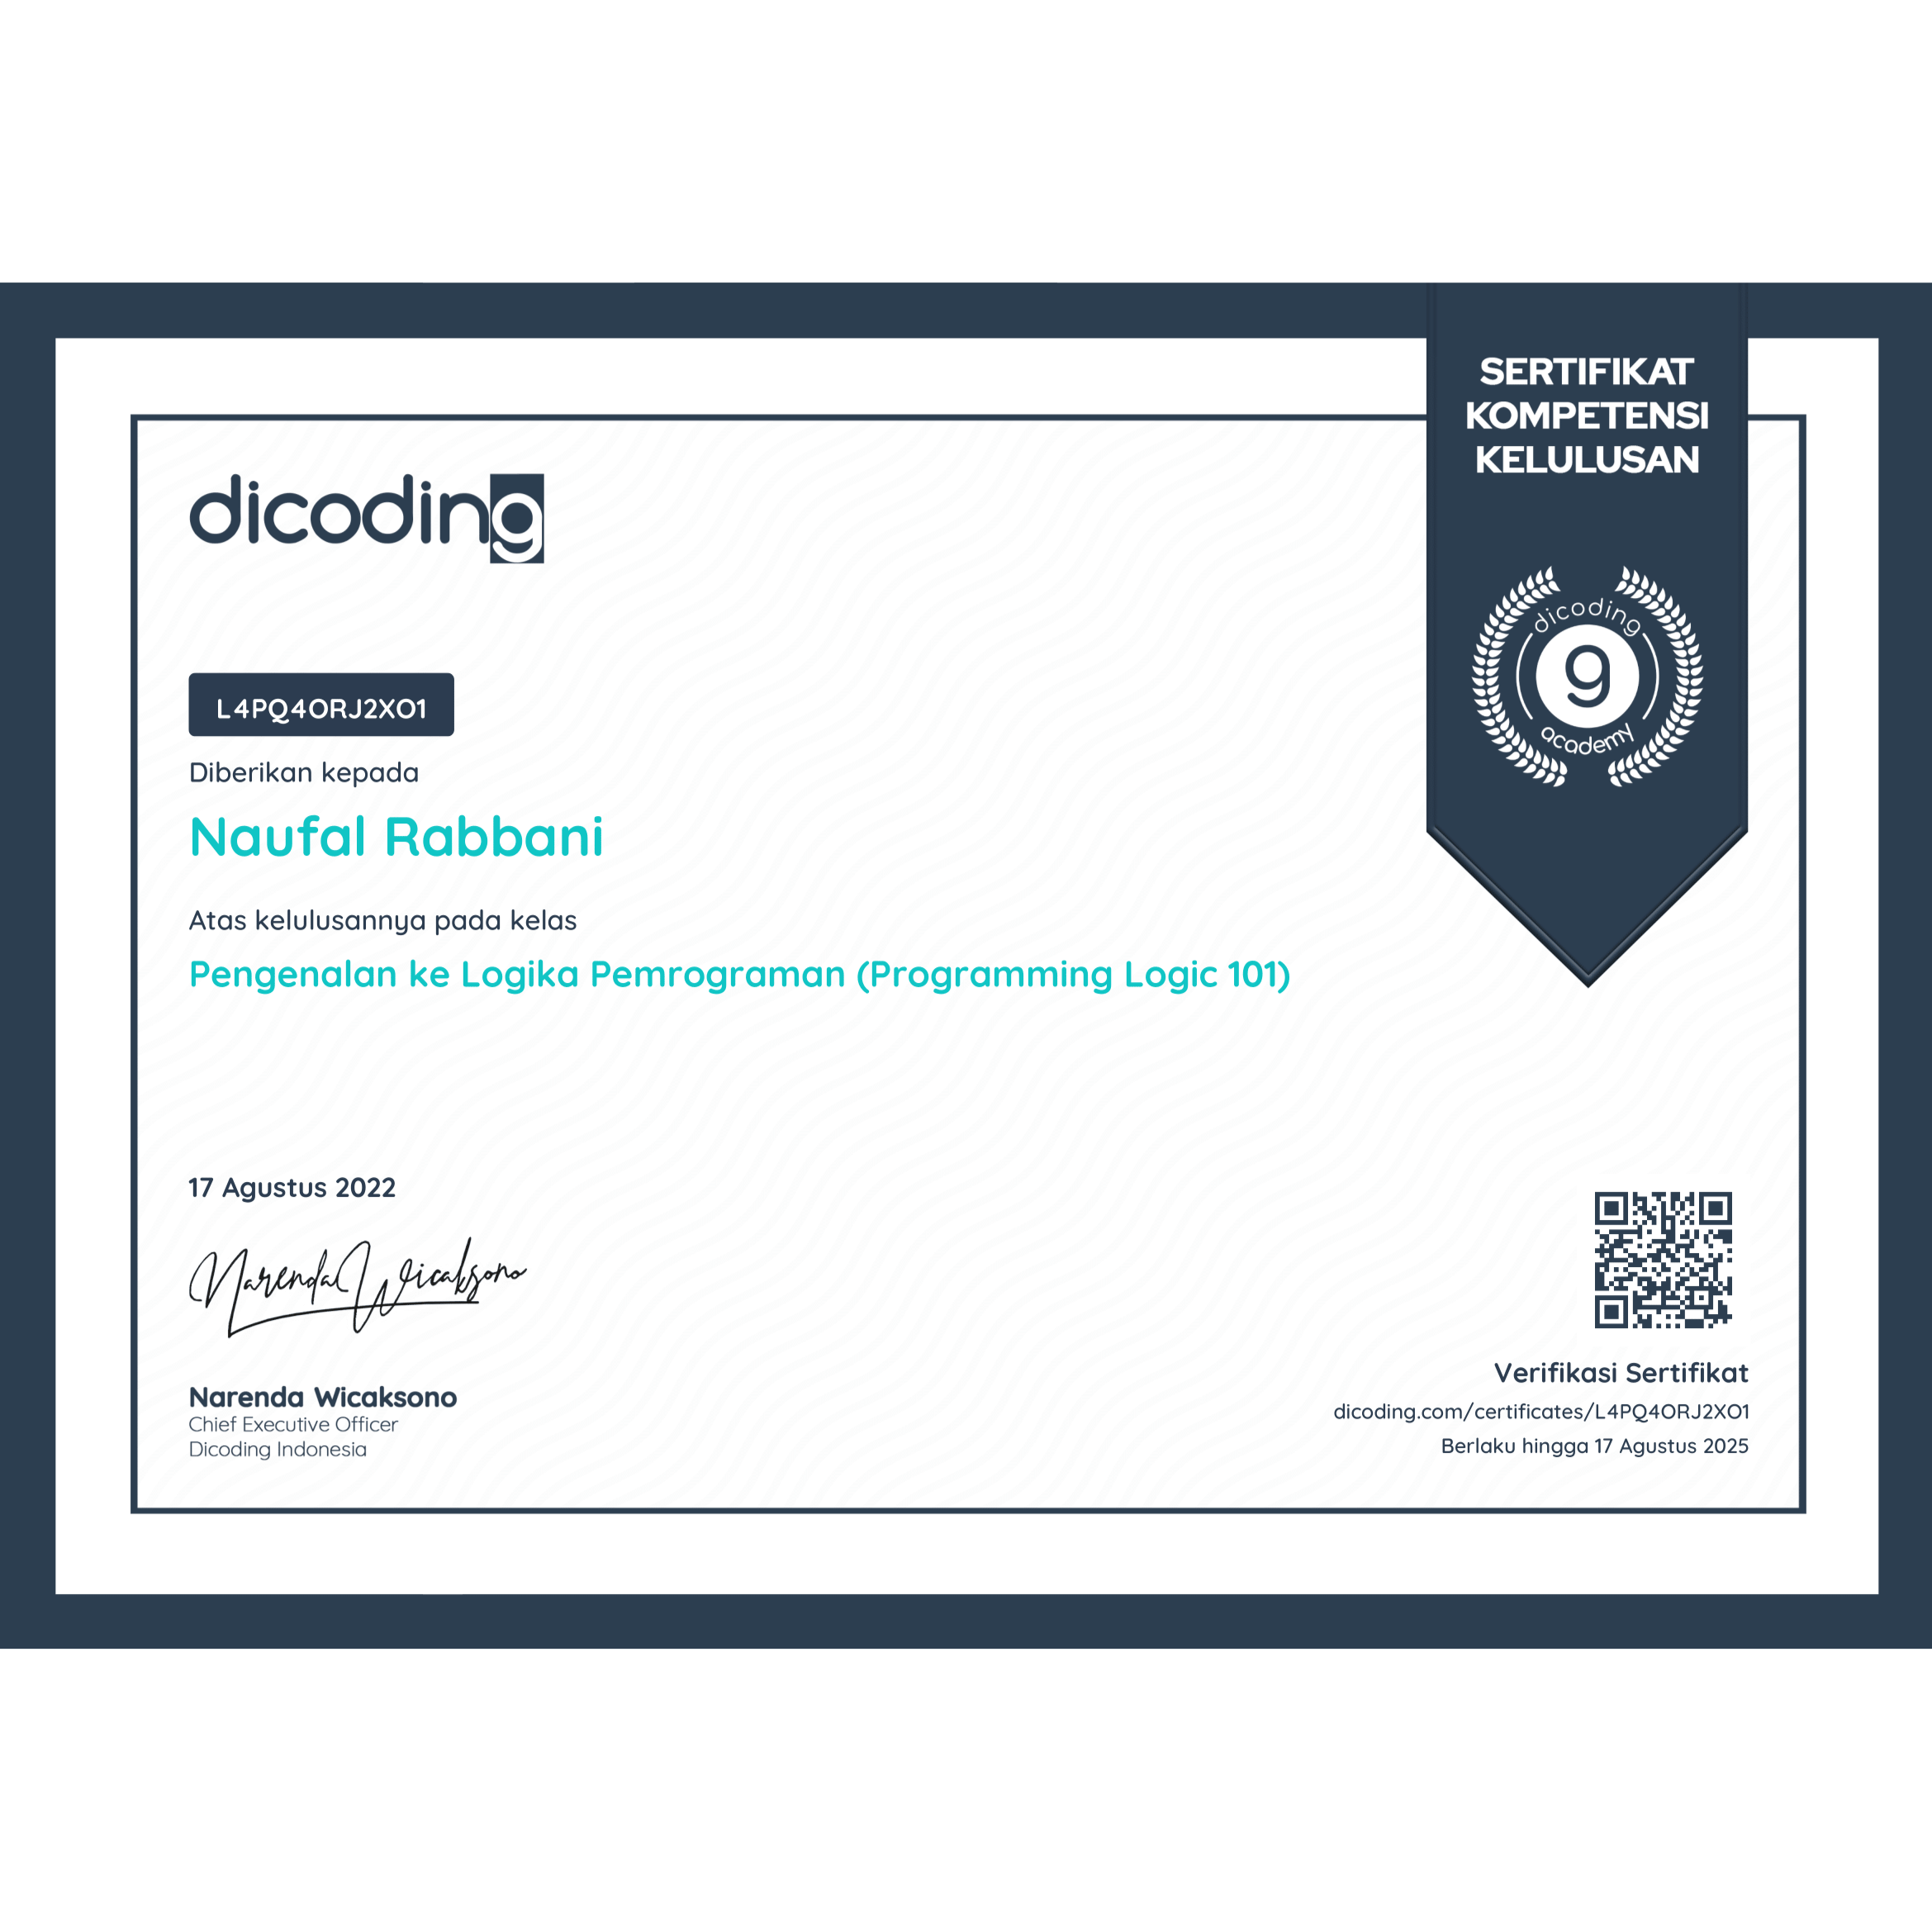 SERTIFIKAT
KOMPETENSI
KELULUSAN
dicoding
dicoding
g
academy
L4PQ4ORJ2XO1
Diberikan kepada
Naufal Rabbani
Atas kelulusannya pada kelas
Pengenalan ke Logika Pemrograman (Programming Logic 101)
17 Agustus 2022
Narenda Wicaksono
Narenda Wicaksono
Chief Executive Officer
Dicoding Indonesia
Verifikasi Sertifikat
dicoding.com/certificates/L4PQ4ORJ2XO1
Berlaku hingga 17 Agustus 2025